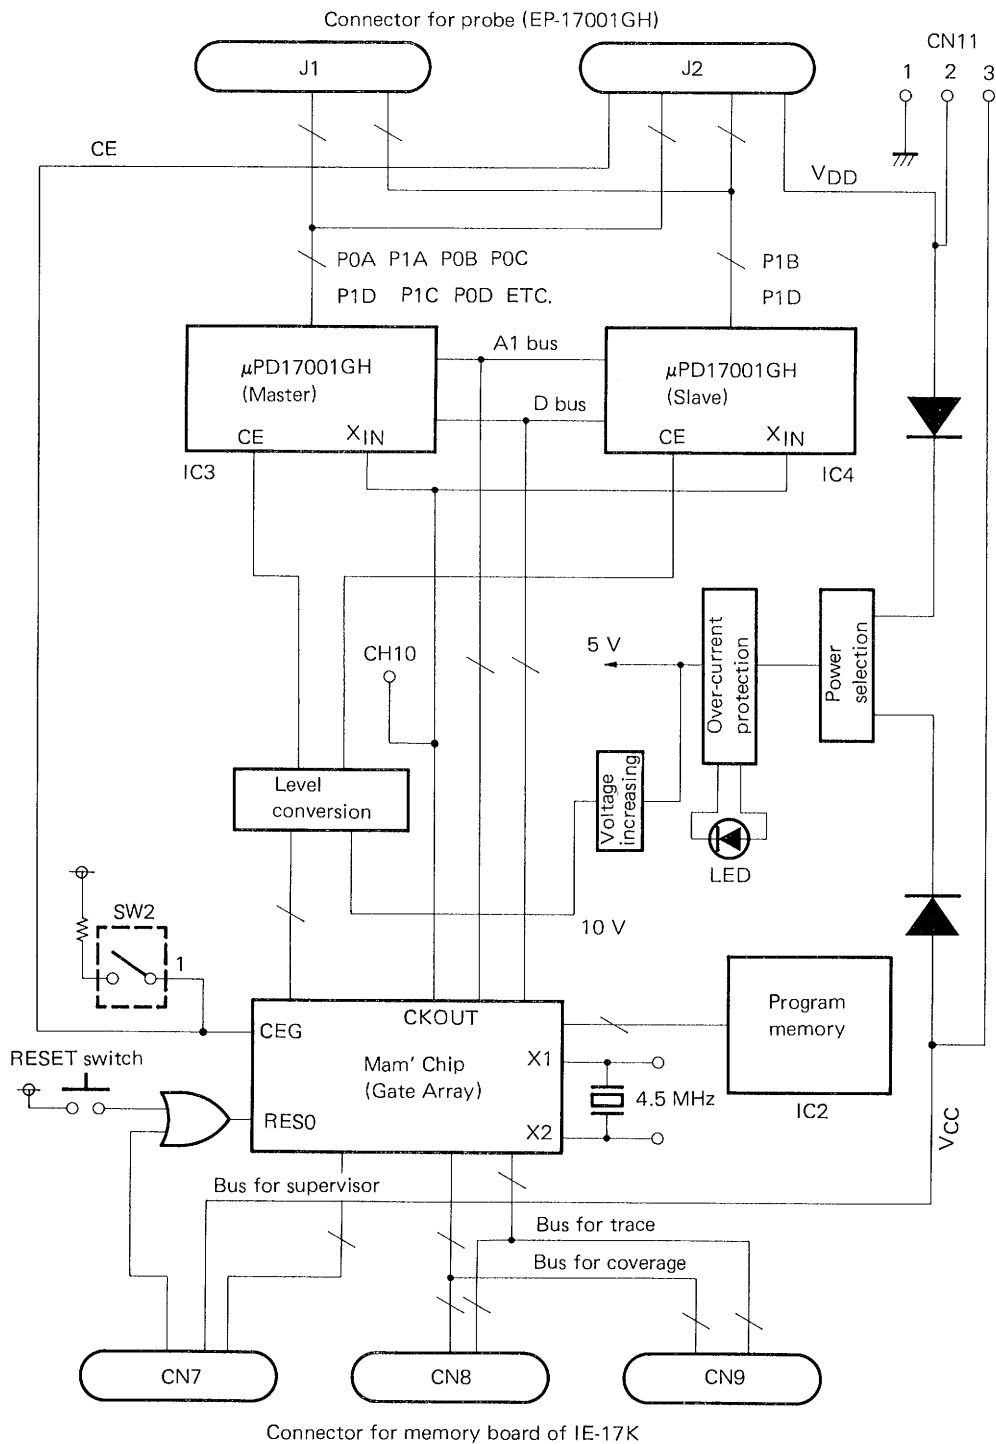 Connector for probe (EP-17001GH)
J1
J2
CN11
1 2 3
CE
VDD
P0A P1A P0B P0C
P1D P1C P0D ETC.
P1B
P1D
A1 bus
D bus
μPD17001GH
(Master)
CE XIN
IC3
μPD17001GH
(Slave)
CE XIN
IC4
CH10
5 V
Over-current
protection
Power
selection
Level
conversion
Voltage
increasing
LED
10 V
SW2
1
CEG
CKOUT
Mam' Chip
(Gate Array)
X1
X2
RES0
4.5 MHz
Program
memory
IC2
RESET switch
VCC
Bus for supervisor
Bus for trace
Bus for coverage
CN7
CN8
CN9
Connector for memory board of IE-17K